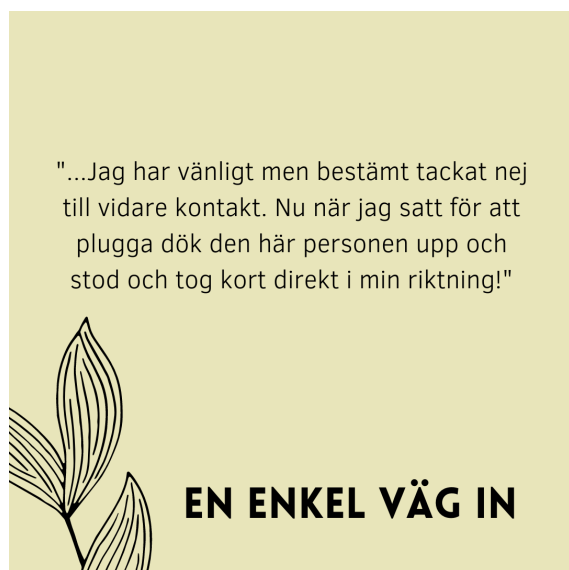 "...Jag har vänligt men bestämt tackat nej
till vidare kontakt. Nu när jag satt för att
plugga dök den här personen upp och
stod och tog kort direkt i min riktning!"
EN ENKEL VÄG IN